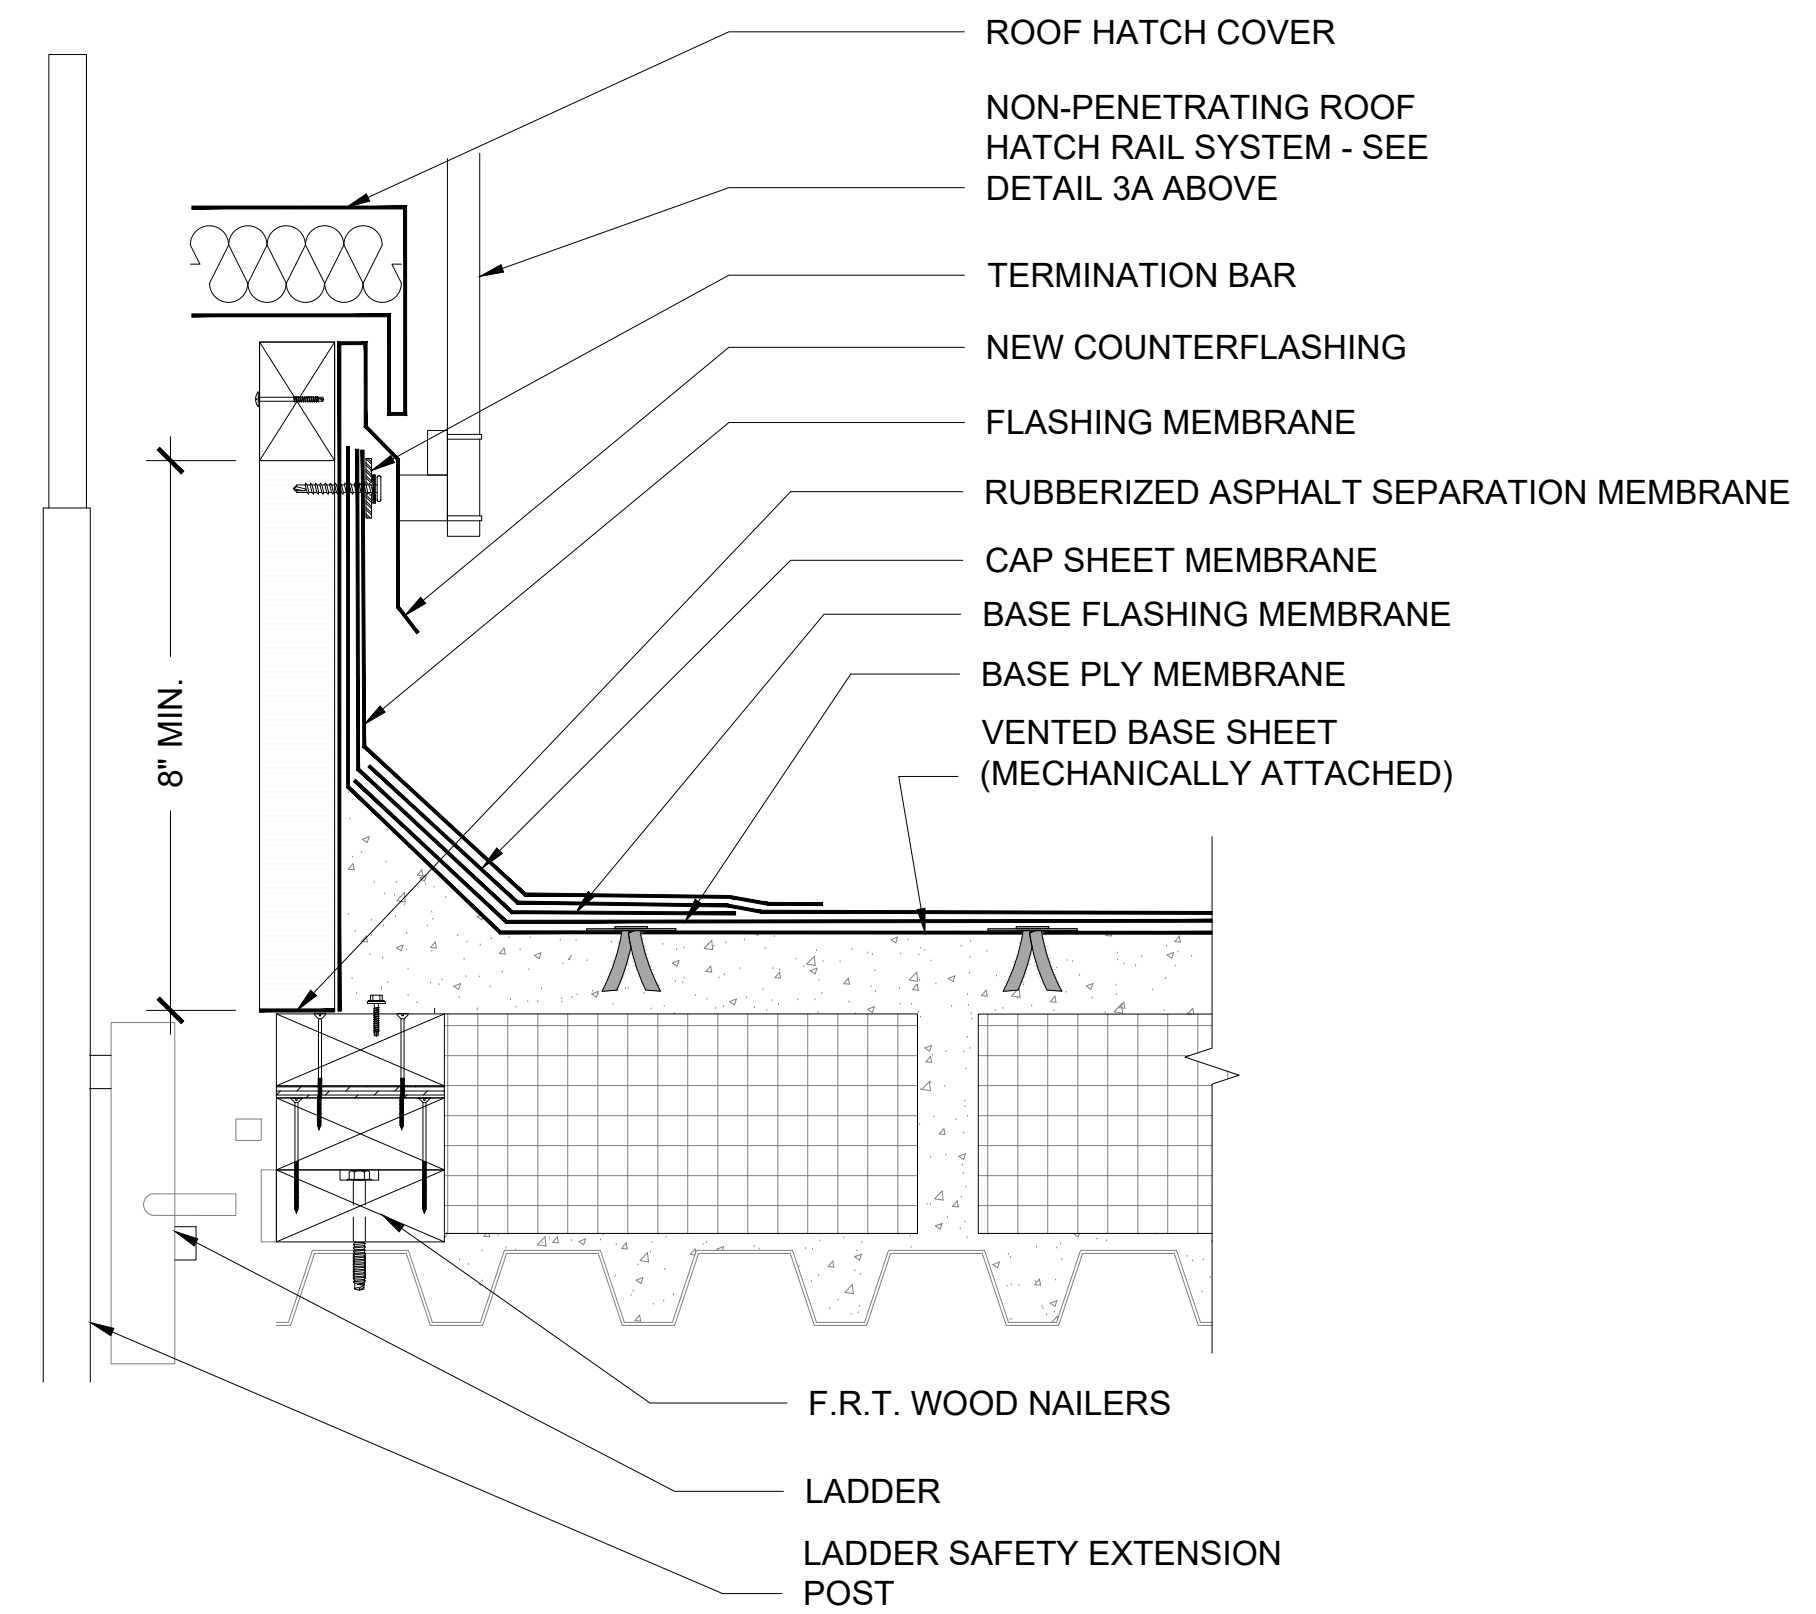 ROOF HATCH COVER
NON-PENETRATING ROOF
HATCH RAIL SYSTEM - SEE
DETAIL 3A ABOVE
TERMINATION BAR
NEW COUNTERFLASHING
FLASHING MEMBRANE
RUBBERIZED ASPHALT SEPARATION MEMBRANE
CAP SHEET MEMBRANE
BASE FLASHING MEMBRANE
BASE PLY MEMBRANE
VENTED BASE SHEET
(MECHANICALLY ATTACHED)
8" MIN.
F.R.T. WOOD NAILERS
LADDER
LADDER SAFETY EXTENSION
POST